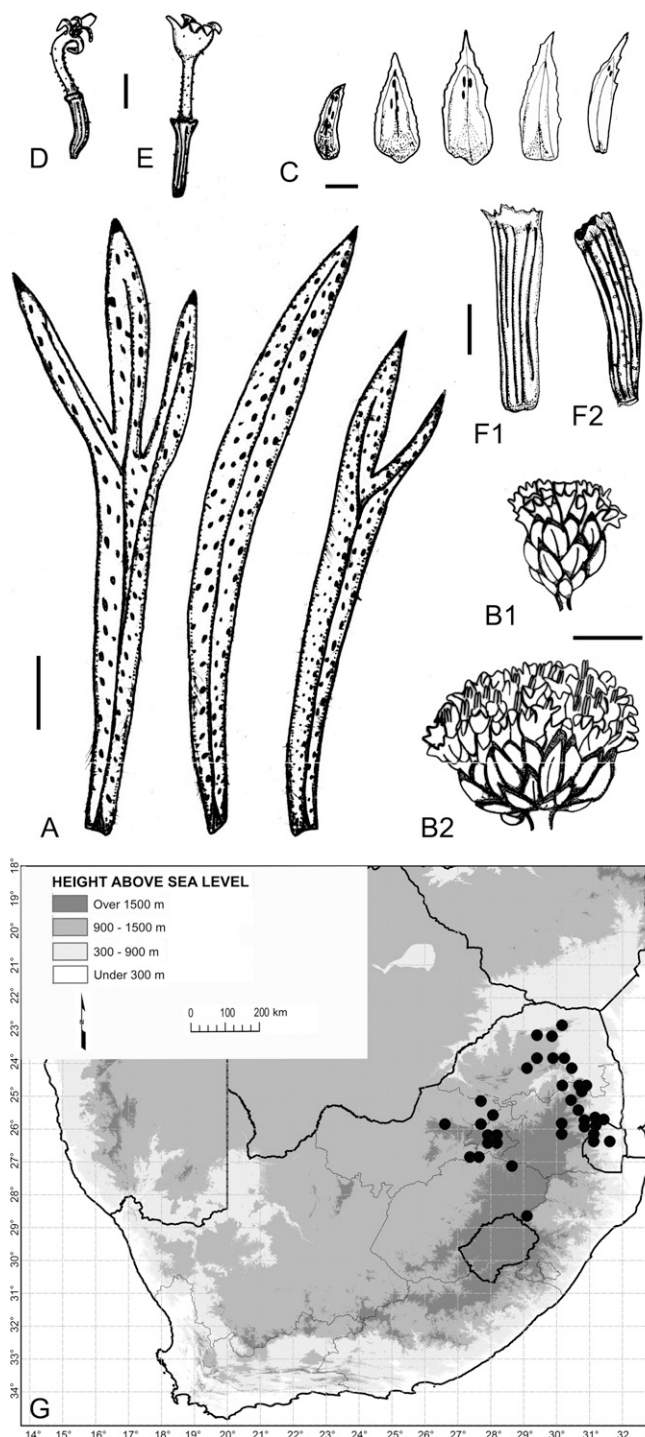 D
E
C
A
F1
F2
B1
B2
HEIGHT ABOVE SEA LEVEL
Over 1500 m
900 - 1500 m
300 - 900 m
Under 300 m
N
0 100 200 km
18°
19°
20°
21°
22°
23°
24°
25°
26°
27°
28°
29°
30°
31°
32°
33°
34°
G
14° 15° 16° 17° 18° 19° 20° 21° 22° 23° 24° 25° 26° 27° 28° 29° 30° 31° 32